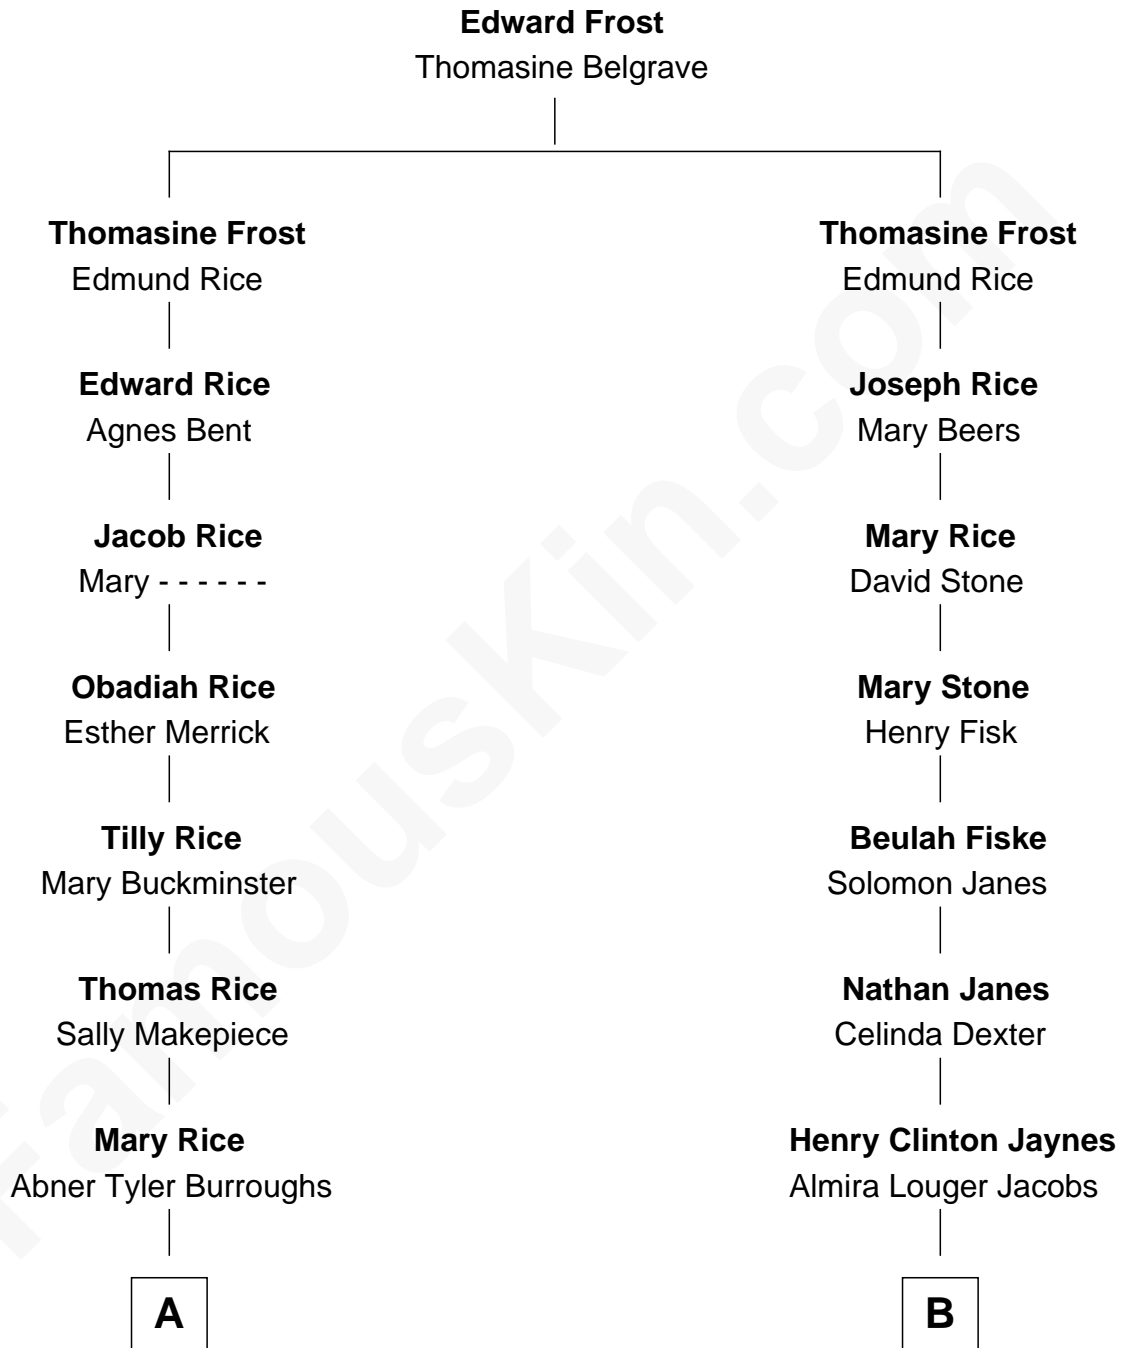 Edward Frost
Thomasine Belgrave
Thomasine Frost
Edmund Rice
Edward Rice
Agnes Bent
Jacob Rice
Mary - - - - - -
Obadiah Rice
Esther Merrick
Tilly Rice
Mary Buckminster
Thomas Rice
Sally Makepiece
Mary Rice
Abner Tyler Burroughs
A
Thomasine Frost
Edmund Rice
Joseph Rice
Mary Beers
Mary Rice
David Stone
Mary Stone
Henry Fisk
Beulah Fiske
Solomon Janes
Nathan Janes
Celinda Dexter
Henry Clinton Jaynes
Almira Louger Jacobs
B
FamousKin.com